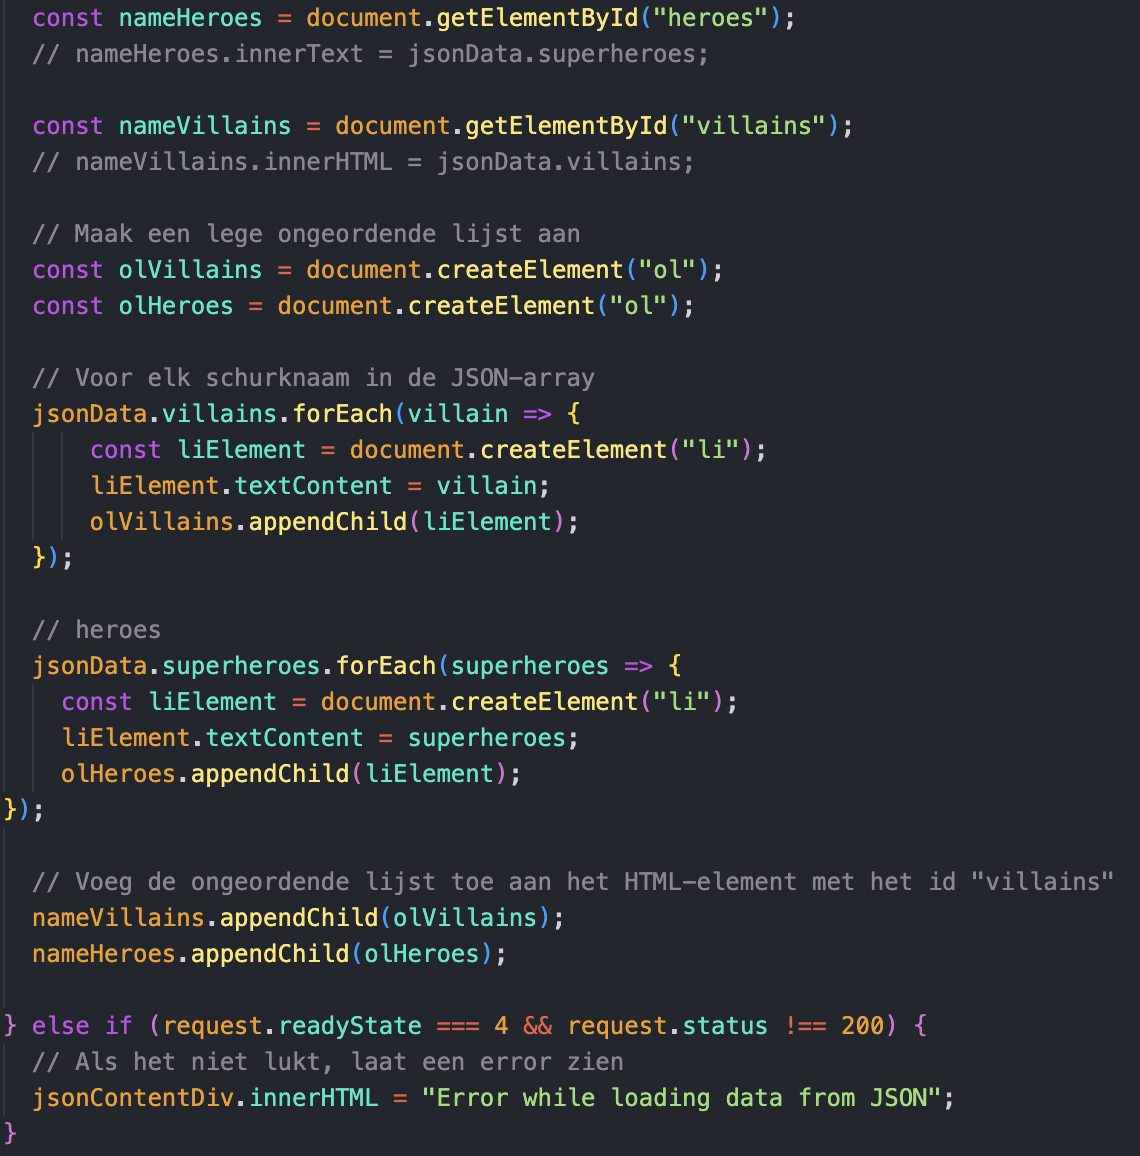 const nameHeroes = document.getElementById("heroes");
// nameHeroes.innerText = jsonData.superheroes;
const nameVillains = document.getElementById("villains");
// nameVillains.innerHTML = jsonData.villains;
// Maak een lege ongeordende lijst aan
const olVillains = document.createElement("ol");
const olHeroes = document.createElement("ol");
// Voor elk schurknaam in de JSON-array
jsonData.villains.forEach(villain => {
const liElement = document.createElement("li");
liElement.textContent = villain;
olVillains.appendChild(liElement);
});
// heroes
jsonData.superheroes.forEach(superheroes => {
const liElement = document.createElement("li");
liElement.textContent = superheroes;
olHeroes.appendChild(liElement);
});
// Voeg de ongeordende lijst toe aan het HTML-element met het id "villains"
nameVillains.appendChild(olVillains);
nameHeroes.appendChild(olHeroes);
} else if (request.readyState === 4 && request.status !== 200) {
// Als het niet lukt, laat een error zien
jsonContentDiv.innerHTML = "Error while loading data from JSON";
}